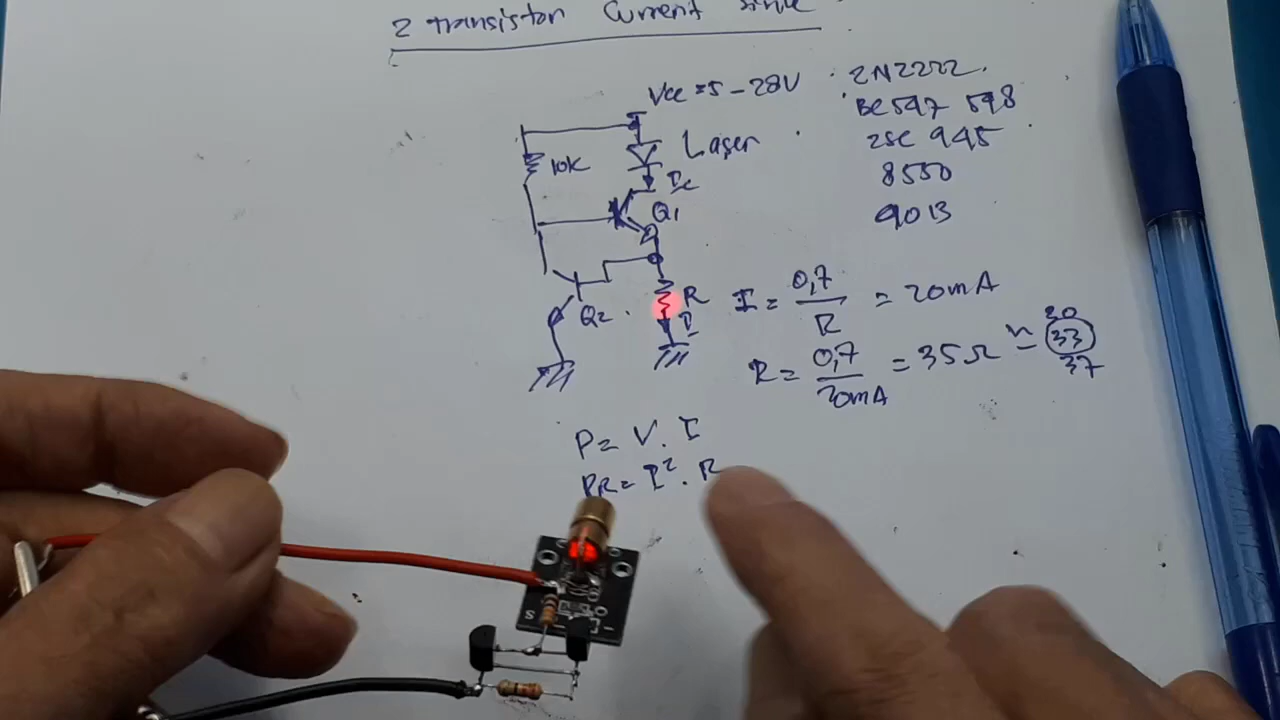 2 transistor Current sink
Vcc = 5 - 28V
10K
Laser
Ic
Q1
Q2
R
I
2N2222
BC547 548
2SC 945
8550
9013
I = 0,7 / R = 20mA
R = 0,7 / 20mA = 35Ω ≈ 33
30
37
P = V . I
PR = I² . R
S
-